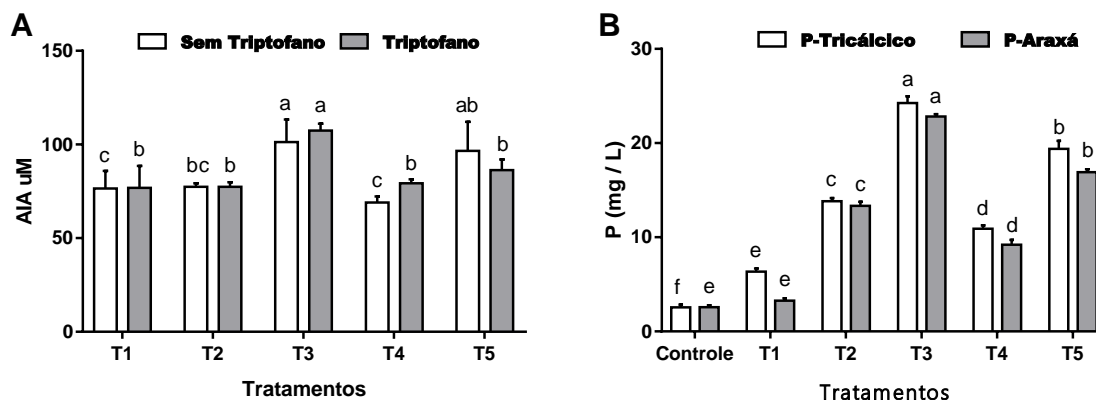 A
Sem Triptofano
Triptofano
AIA uM
150
100
50
0
c
b
bc
b
a
a
c
b
ab
b
T1
T2
T3
T4
T5
Tratamentos
B
P-Tricálcico
P-Araxá
P (mg / L)
30
20
10
0
f
e
e
e
c
c
a
a
d
d
b
b
Controle
T1
T2
T3
T4
T5
Tratamentos